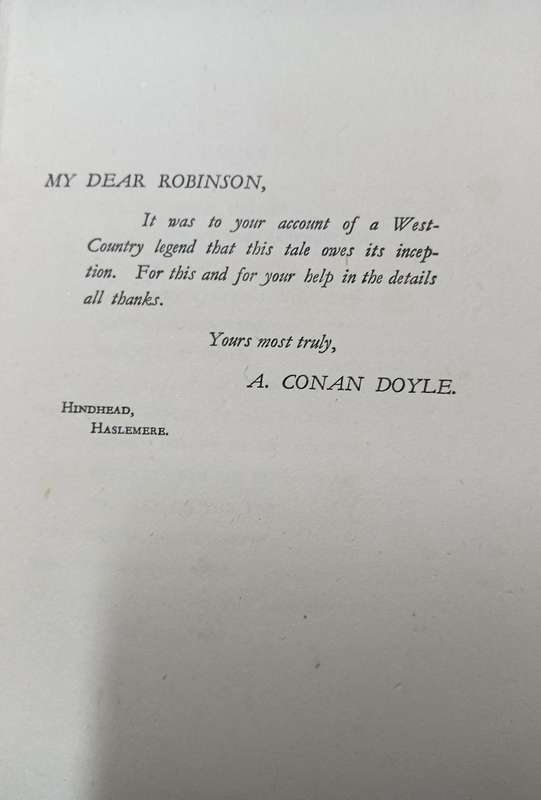 MY DEAR ROBINSON,
It was to your account of a West-
Country legend that this tale owes its incep-
tion. For this and for your help in the details
all thanks.
Yours most truly,
A. CONAN DOYLE.
HINDHEAD,
HASLEMERE.